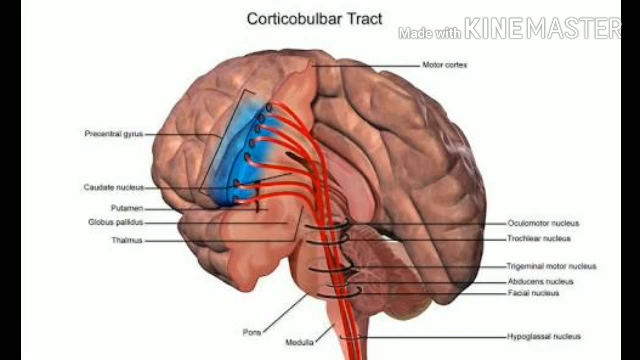 Corticobulbar Tract
Made with KINEMASTER
Motor cortex
Precentral gyrus
Caudate nucleus
Putamen
Globus pallidus
Thalmus
Oculomotor nucleus
Trochlear nucleus
Trigeminal motor nucleus
Abducens nucleus
Facial nucleus
Pons
Medulla
Hypoglassal nucleus